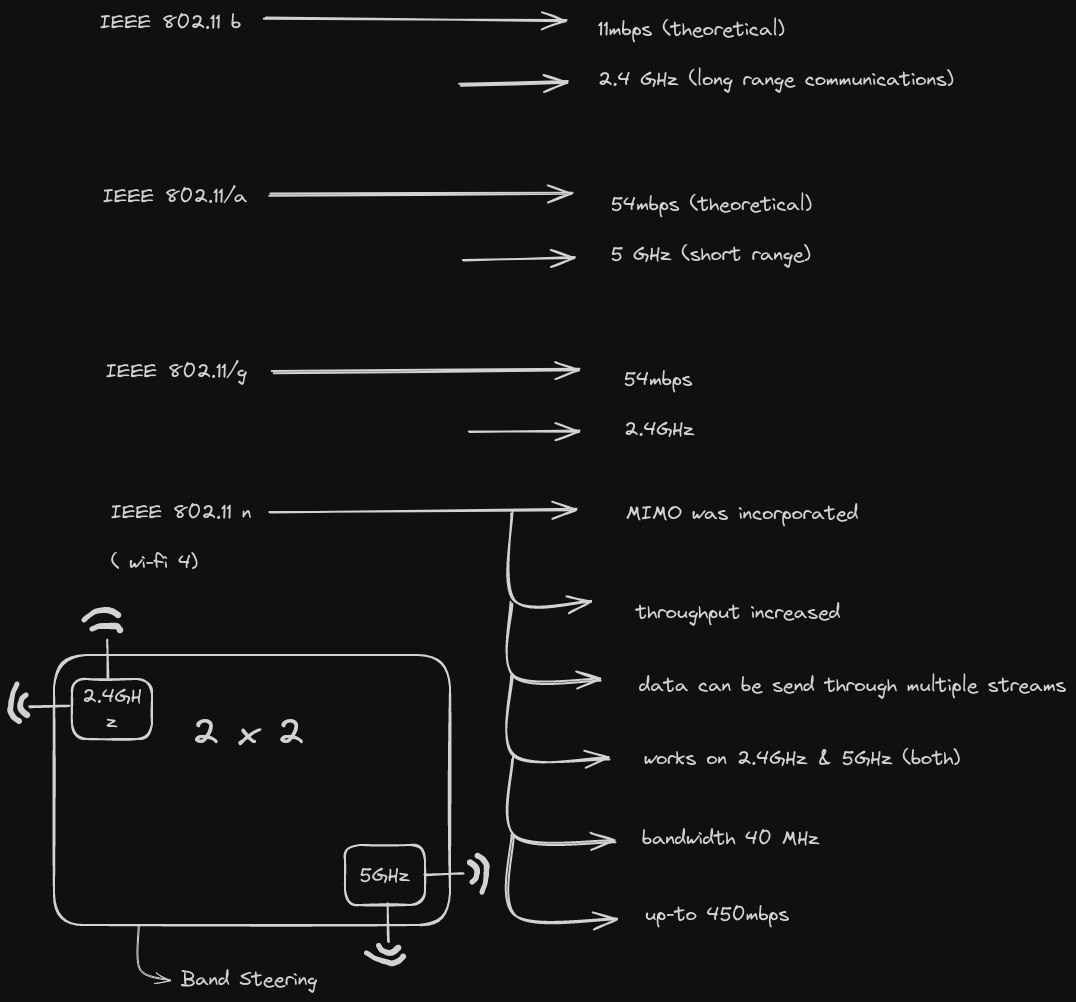 IEEE 802.11 b
11mbps (theoretical)
2.4 GHz (long range communications)
IEEE 802.11/a
54mbps (theoretical)
5 GHz (short range)
IEEE 802.11/g
54mbps
2.4GHz
IEEE 802.11 n
MIMO was incorporated
( wi-fi 4)
throughput increased
data can be send through multiple streams
works on 2.4GHz & 5GHz (both)
bandwidth 40 MHz
up-to 450mbps
2.4GH
z
2 x 2
5GHz
Band Steering